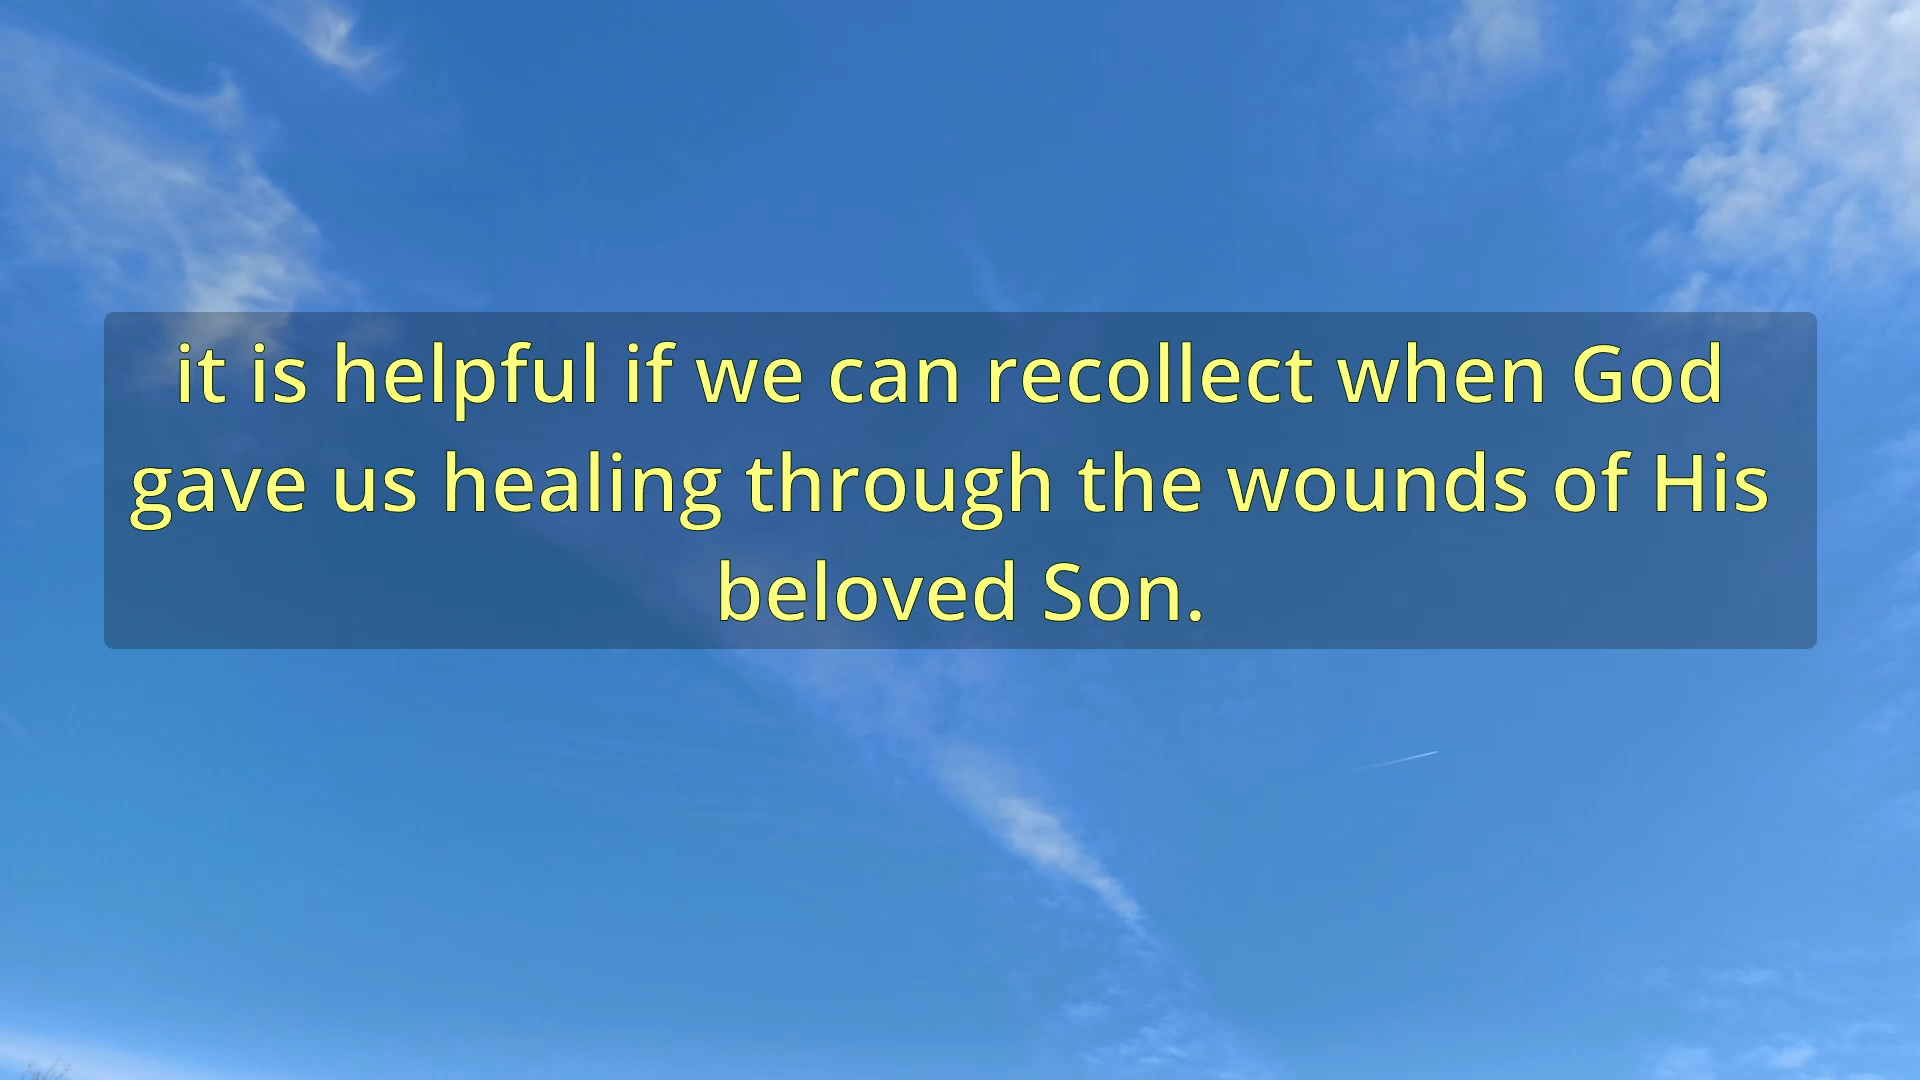 it is helpful if we can recollect when God
gave us healing through the wounds of His
beloved Son.